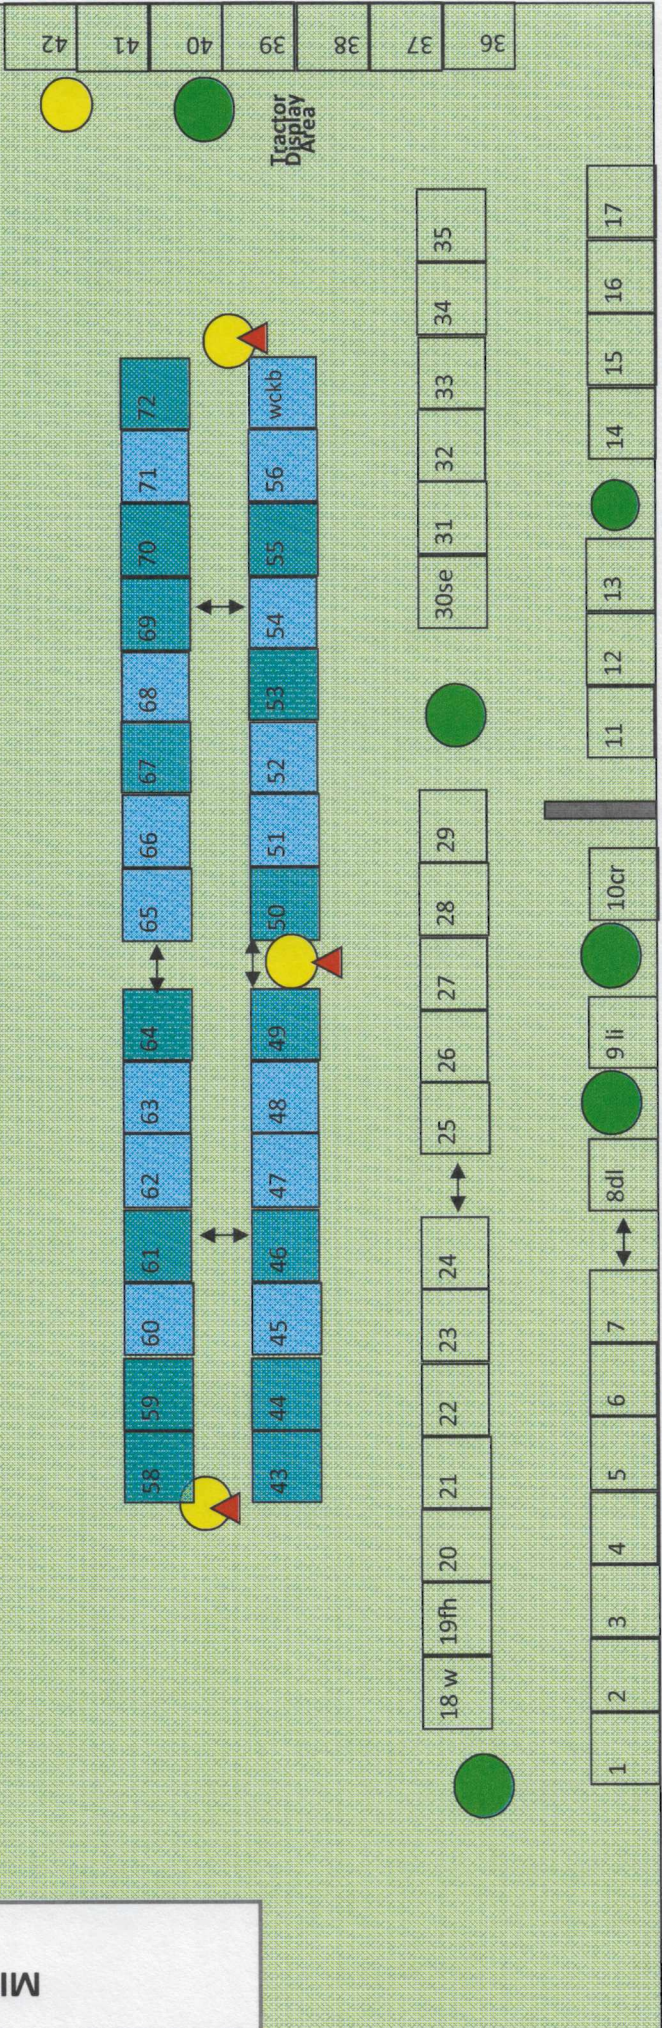 MI
58 59 60 61 62 63 64 65 66 67 68 69 70 71 72
43 44 45 46 47 48 49 50 51 52 53 54 55 56 wckb
Tractor
Display
Area
18 w 19fh 20 21 22 23 24 25 26 27 28 29 30se 31 32 33 34 35
1 2 3 4 5 6 7 8dl 9 li 10cr 11 12 13 14 15 16 17
36
37
38
39
40
41
42